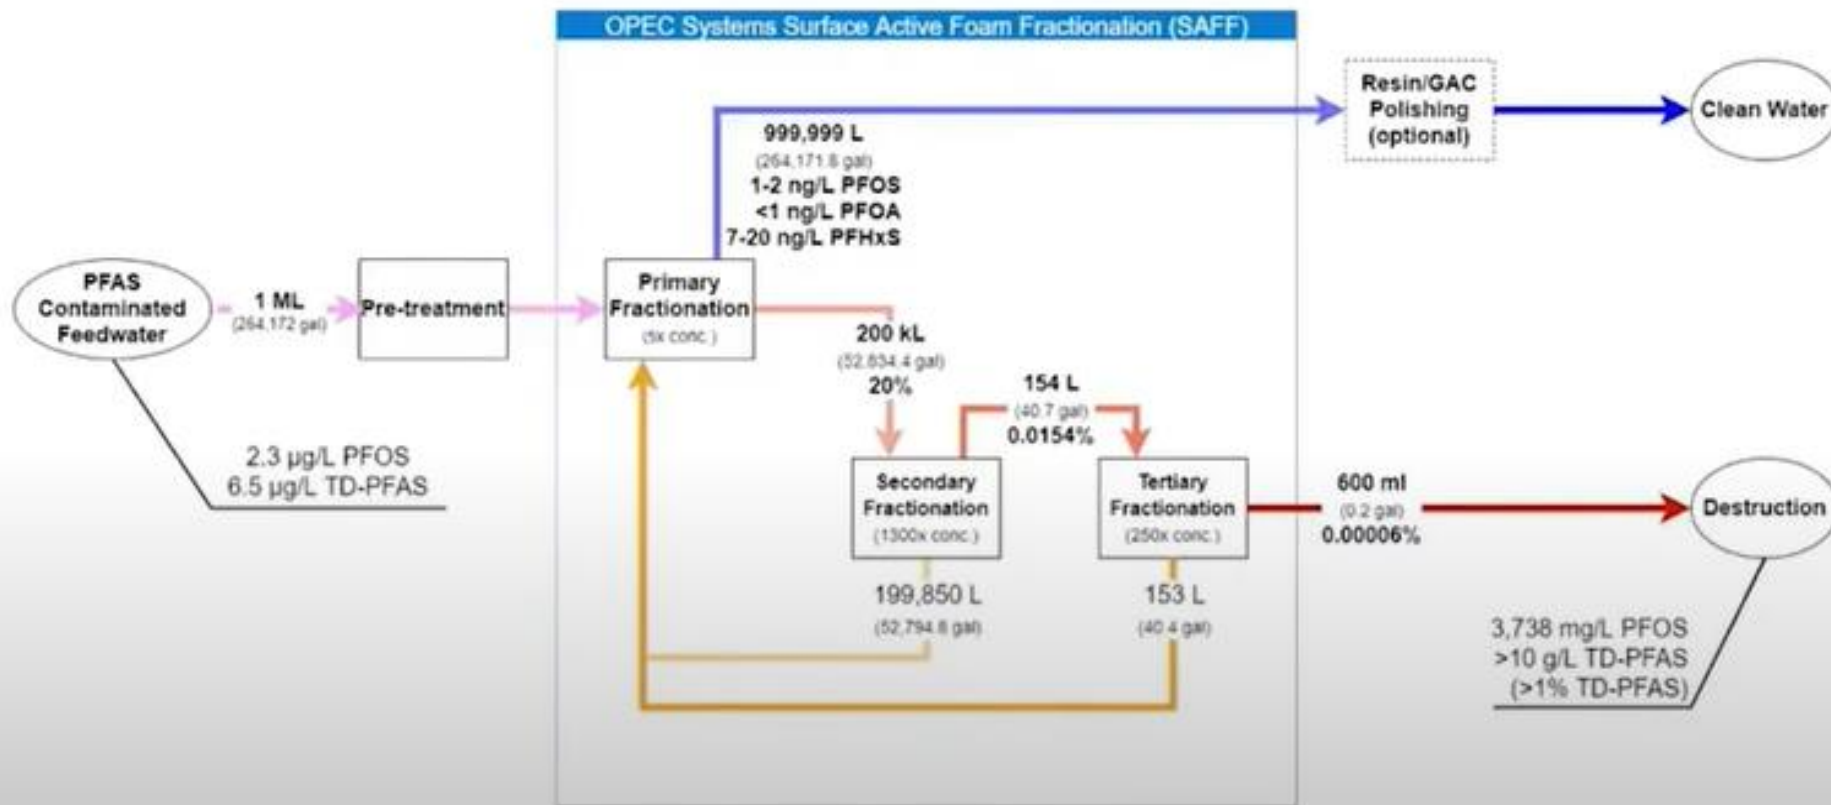 OPEC Systems Surface Active Foam Fractionation (SAFF)
Resin/GAC
Polishing
(optional)
Clean Water
999,999 L
(264,171.8 gal)
1-2 ng/L PFOS
<1 ng/L PFOA
7-20 ng/L PFHxS
PFAS
Contaminated
Feedwater
1 ML
(264,172 gal)
Pre-treatment
Primary
Fractionation
(5x conc.)
200 kL
(52,834.4 gal)
20%
154 L
(40.7 gal)
0.0154%
2.3 µg/L PFOS
6.5 µg/L TD-PFAS
Secondary
Fractionation
(1300x conc.)
Tertiary
Fractionation
(250x conc.)
600 ml
(0.2 gal)
0.00006%
Destruction
199,850 L
(52,794.8 gal)
153 L
(40.4 gal)
3,738 mg/L PFOS
>10 g/L TD-PFAS
(>1% TD-PFAS)